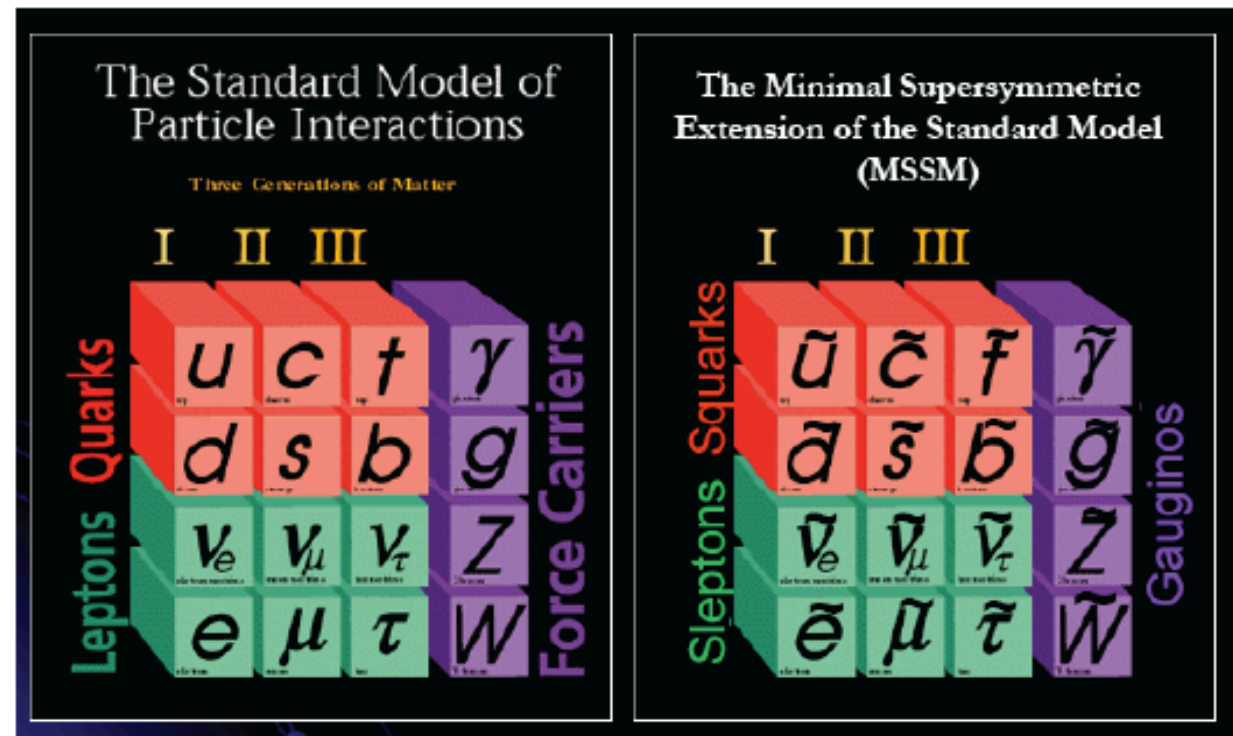 The Standard Model of
Particle Interactions
Three Generations of Matter
I II III
Quarks
Leptons
Force Carriers
u c t γ
d s b g
νe νμ ντ Z
e μ τ W
The Minimal Supersymmetric
Extension of the Standard Model
(MSSM)
I II III
Squarks
Sleptons
Gauginos
ũ c̃ t̃ γ̃
d̃ s̃ b̃ g̃
ν̃e ν̃μ ν̃τ Z̃
ẽ μ̃ τ̃ W̃